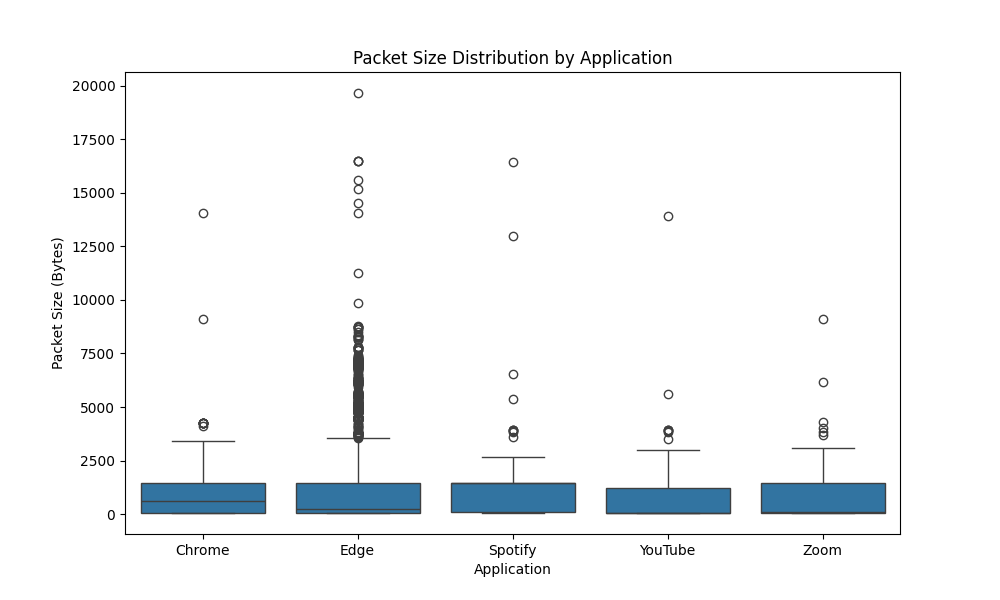 Packet Size Distribution by Application
20000
17500
15000
12500
10000
7500
5000
2500
0
Packet Size (Bytes)
Chrome Edge Spotify YouTube Zoom
Application